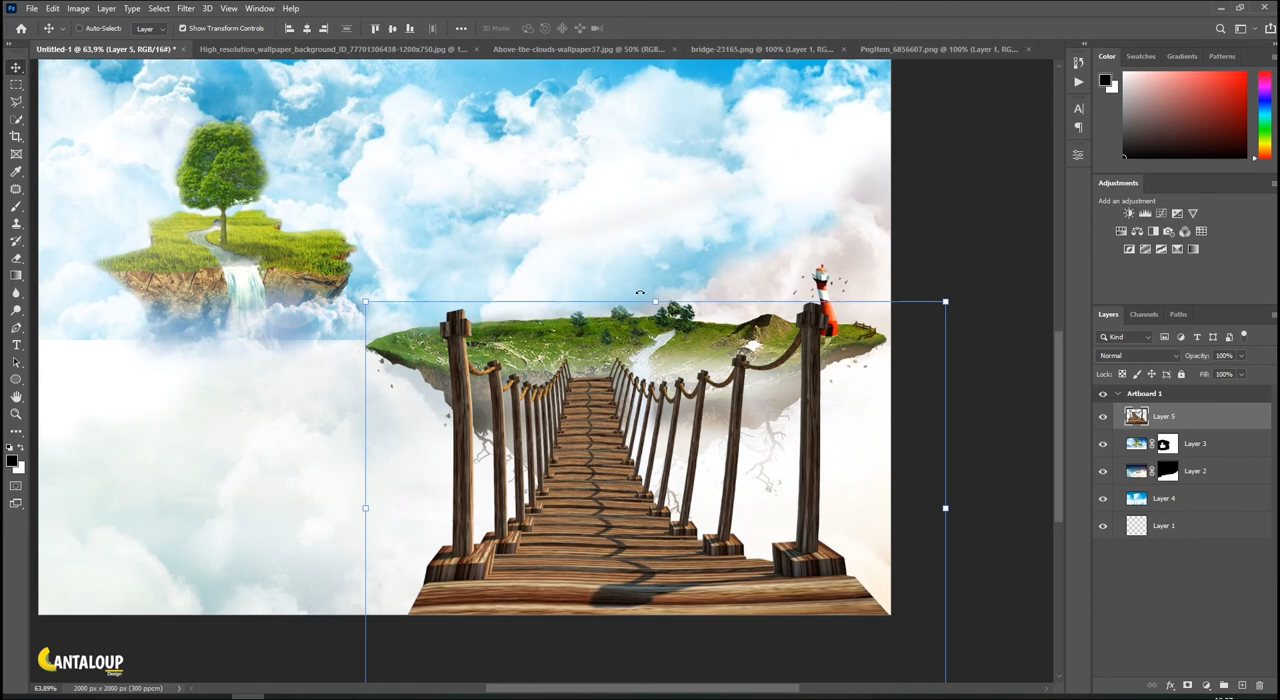 Ps File Edit Image Layer Type Select Filter 3D View Window Help
Auto-Select: Layer Show Transform Controls 3D Mode:
Untitled-1 @ 63,9% (Layer 5, RGB/16#) * × High_resolution_wallpaper_background_ID_77701306438-1200x750.jpg @ 1... × Above-the-clouds-wallpaper37.jpg @ 50% (RGB... × bridge-23165.png @ 100% (Layer 1, RG... × PngItem_6856607.png @ 100% (Layer 1, RG... ×
Color Swatches Gradients Patterns
Adjustments
Add an adjustment
Layers Channels Paths
Kind
Normal Opacity: 100%
Lock: Fill: 100%
Artboard 1
Layer 5
Layer 3
Layer 2
Layer 4
Layer 1
CANTALOUP
Design
63,89% 2000 px x 2000 px (300 ppcm)